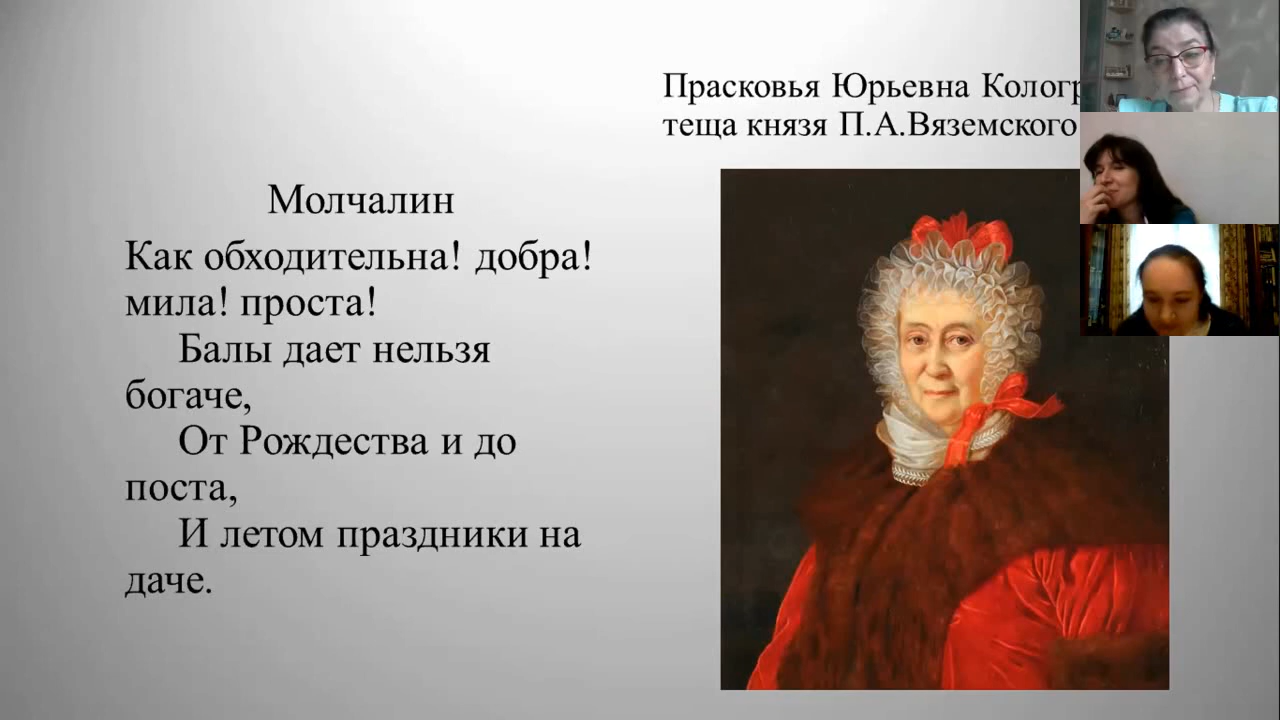 Прасковья Юрьевна
теща князя П.А.Вяземского
Молчалин
Как обходительна! добра!
мила! проста!
Балы дает нельзя
богаче,
От Рождества и до
поста,
И летом праздники на
даче.